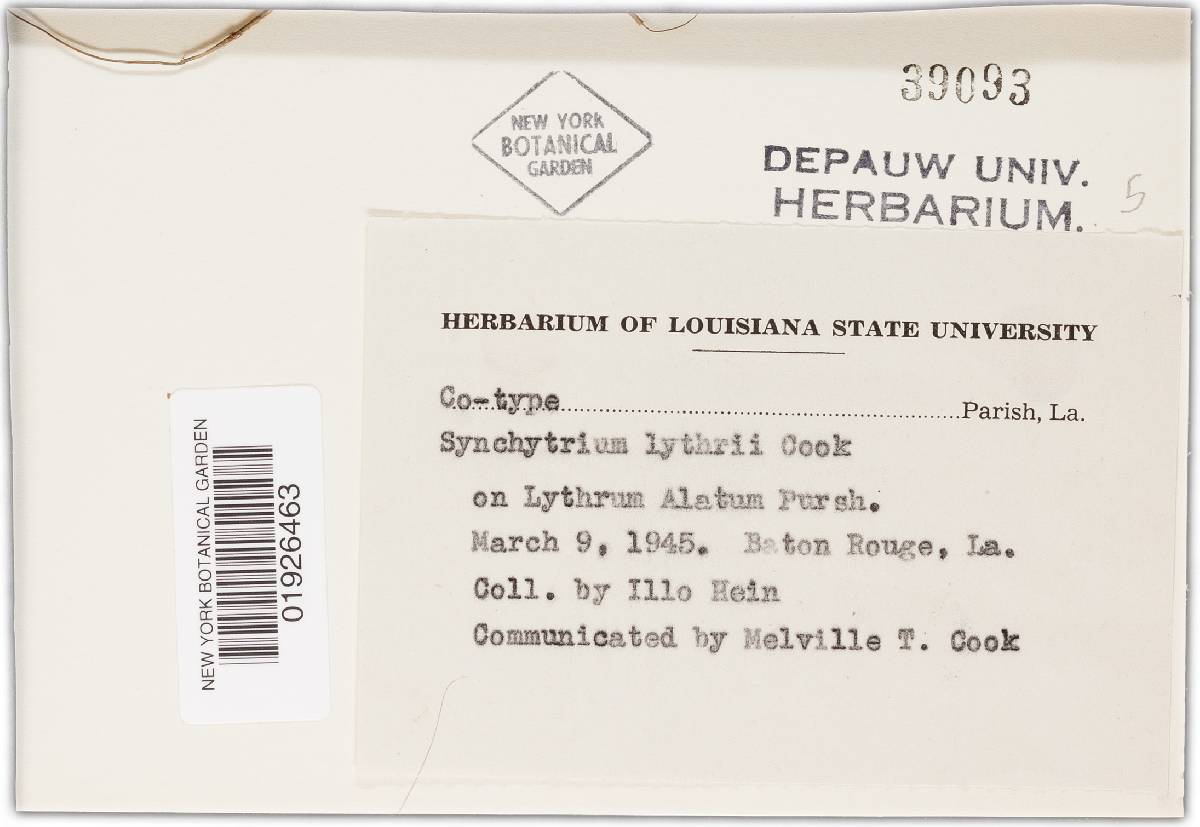 39093
NEW YORK
BOTANICAL
GARDEN
DEPAUW UNIV.
HERBARIUM.
5
HERBARIUM OF LOUISIANA STATE UNIVERSITY
Co-type Parish, La.
Synchytrium lythrii Cook
on Lythrum Alatum Pursh.
March 9, 1945. Baton Rouge, La.
Coll. by Illo Hein
Communicated by Melville T. Cook
NEW YORK BOTANICAL GARDEN
01926463